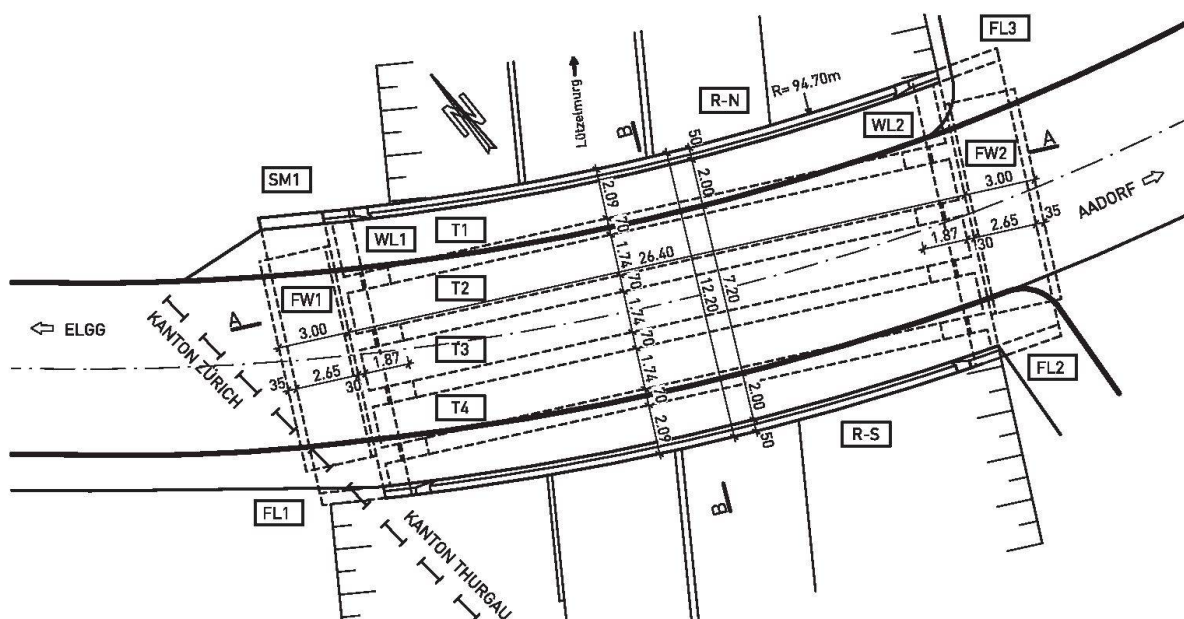 FL3
R-N
R= 94.70m
Lützelmurg
B
50
WL2
A
SM1
2.09
2.00
FW2
3.00
AADORF
WL1
T1
70
26.40
2.65
35
1.87
30
T2
1.74
70
12.20
7.20
FW1
A
3.00
ELGG
KANTON ZÜRICH
1.74
T3
1.87
70
35
2.65
30
1.74
T4
70
2.00
FL2
2.09
50
R-S
FL1
B
KANTON THURGAU